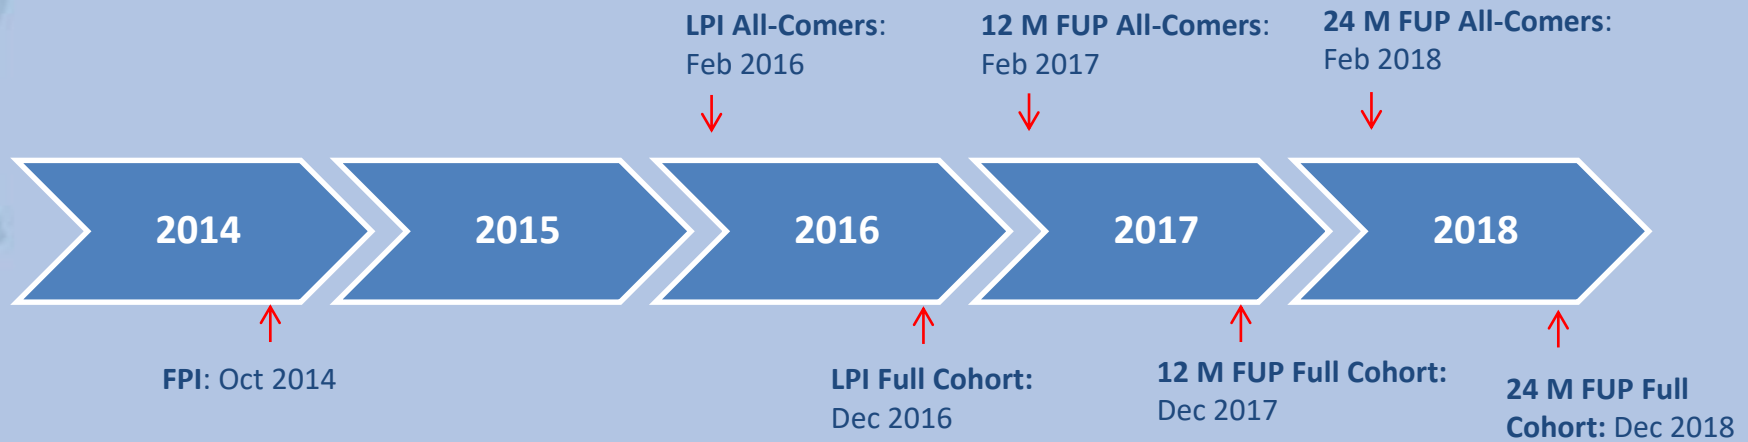 LPI All-Comers:
Feb 2016
12 M FUP All-Comers:
Feb 2017
24 M FUP All-Comers:
Feb 2018
2014
2015
2016
2017
2018
FPI: Oct 2014
LPI Full Cohort:
Dec 2016
12 M FUP Full Cohort:
Dec 2017
24 M FUP Full
Cohort: Dec 2018